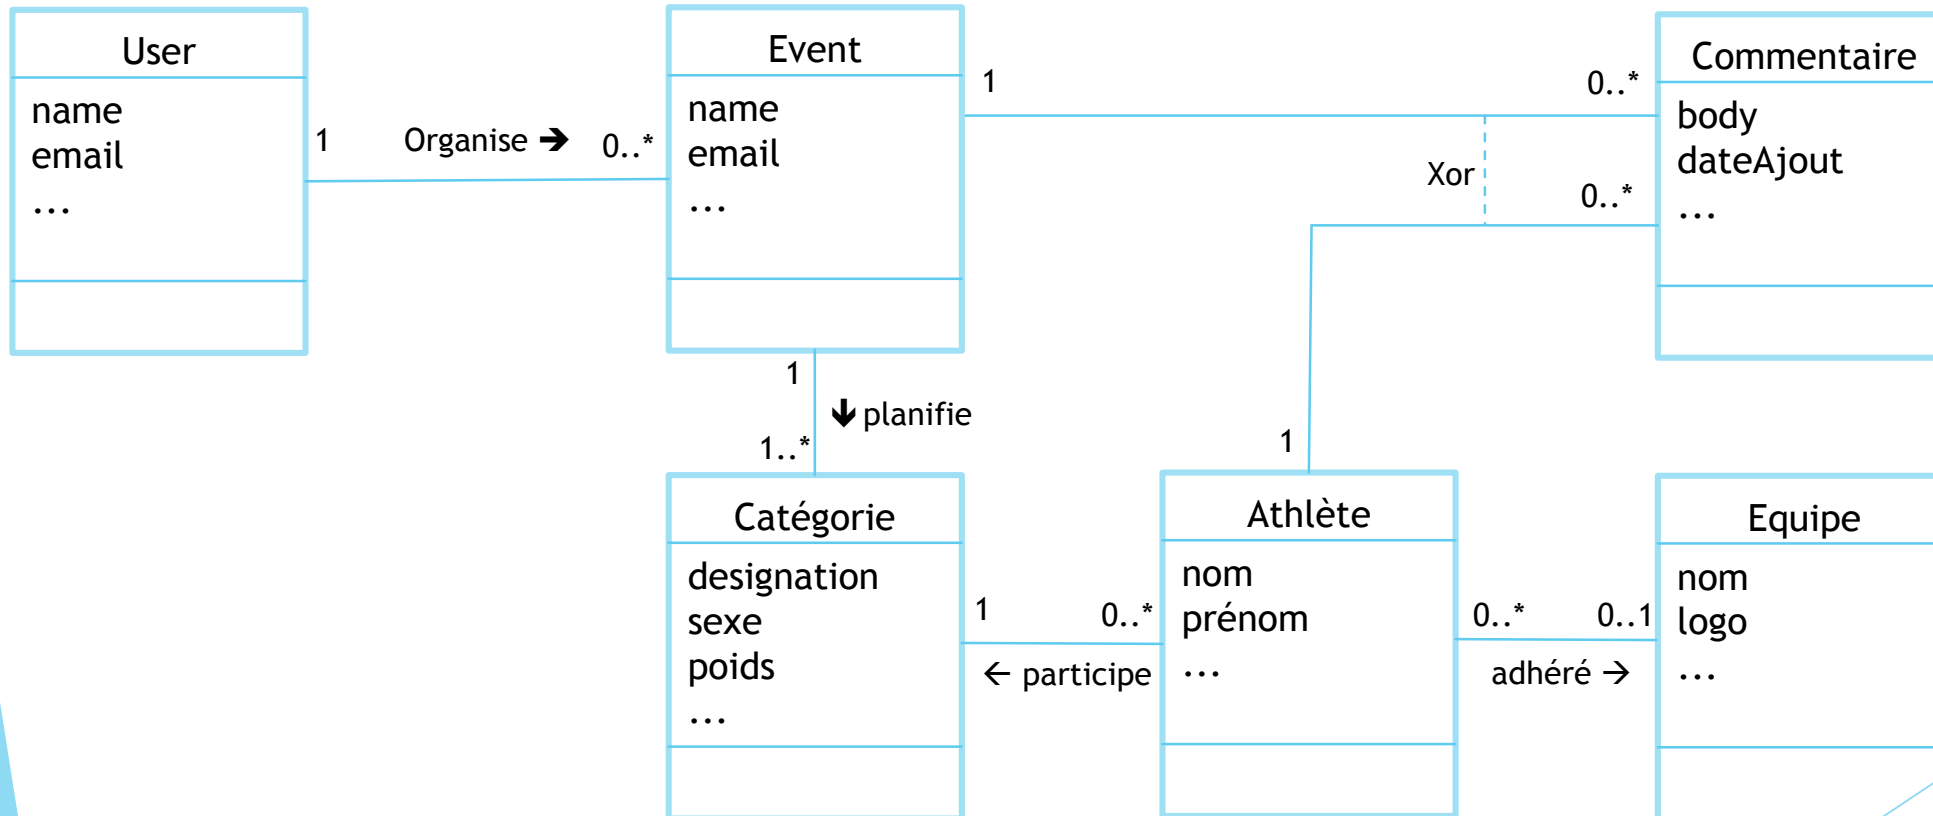 User
name
email
...
1
Organise ➔
0..*
Event
name
email
...
1
0..*
Xor
0..*
Commentaire
body
dateAjout
...
1
🡻 planifie
1..*
1
Catégorie
designation
sexe
poids
...
1
0..*
← participe
Athlète
nom
prénom
...
0..*
0..1
adhéré →
Equipe
nom
logo
...